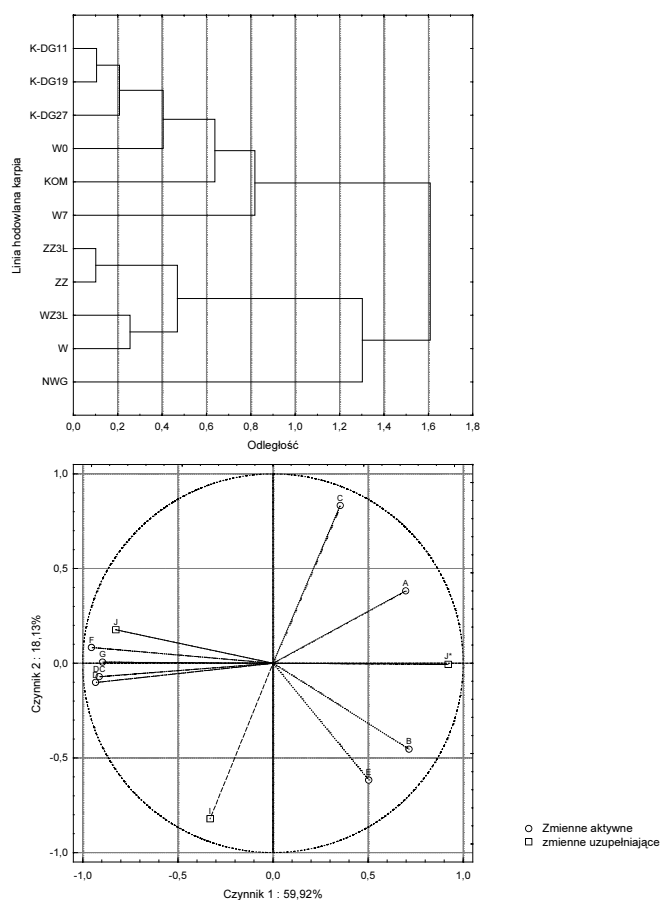 K-DG11
K-DG19
K-DG27
W0
KOM
W7
ZZ3L
ZZ
WZ3L
W
NWG
Linia hodowlana karpia
0,0 0,2 0,4 0,6 0,8 1,0 1,2 1,4 1,6 1,8
Odległość
1,0
0,5
0,0
-0,5
-1,0
Czynnik 2 : 18,13%
C
A
J
F
G
J*
B
E
-1,0 -0,5 0,0 0,5 1,0
Czynnik 1 : 59,92%
Zmienne aktywne
zmienne uzupełniające